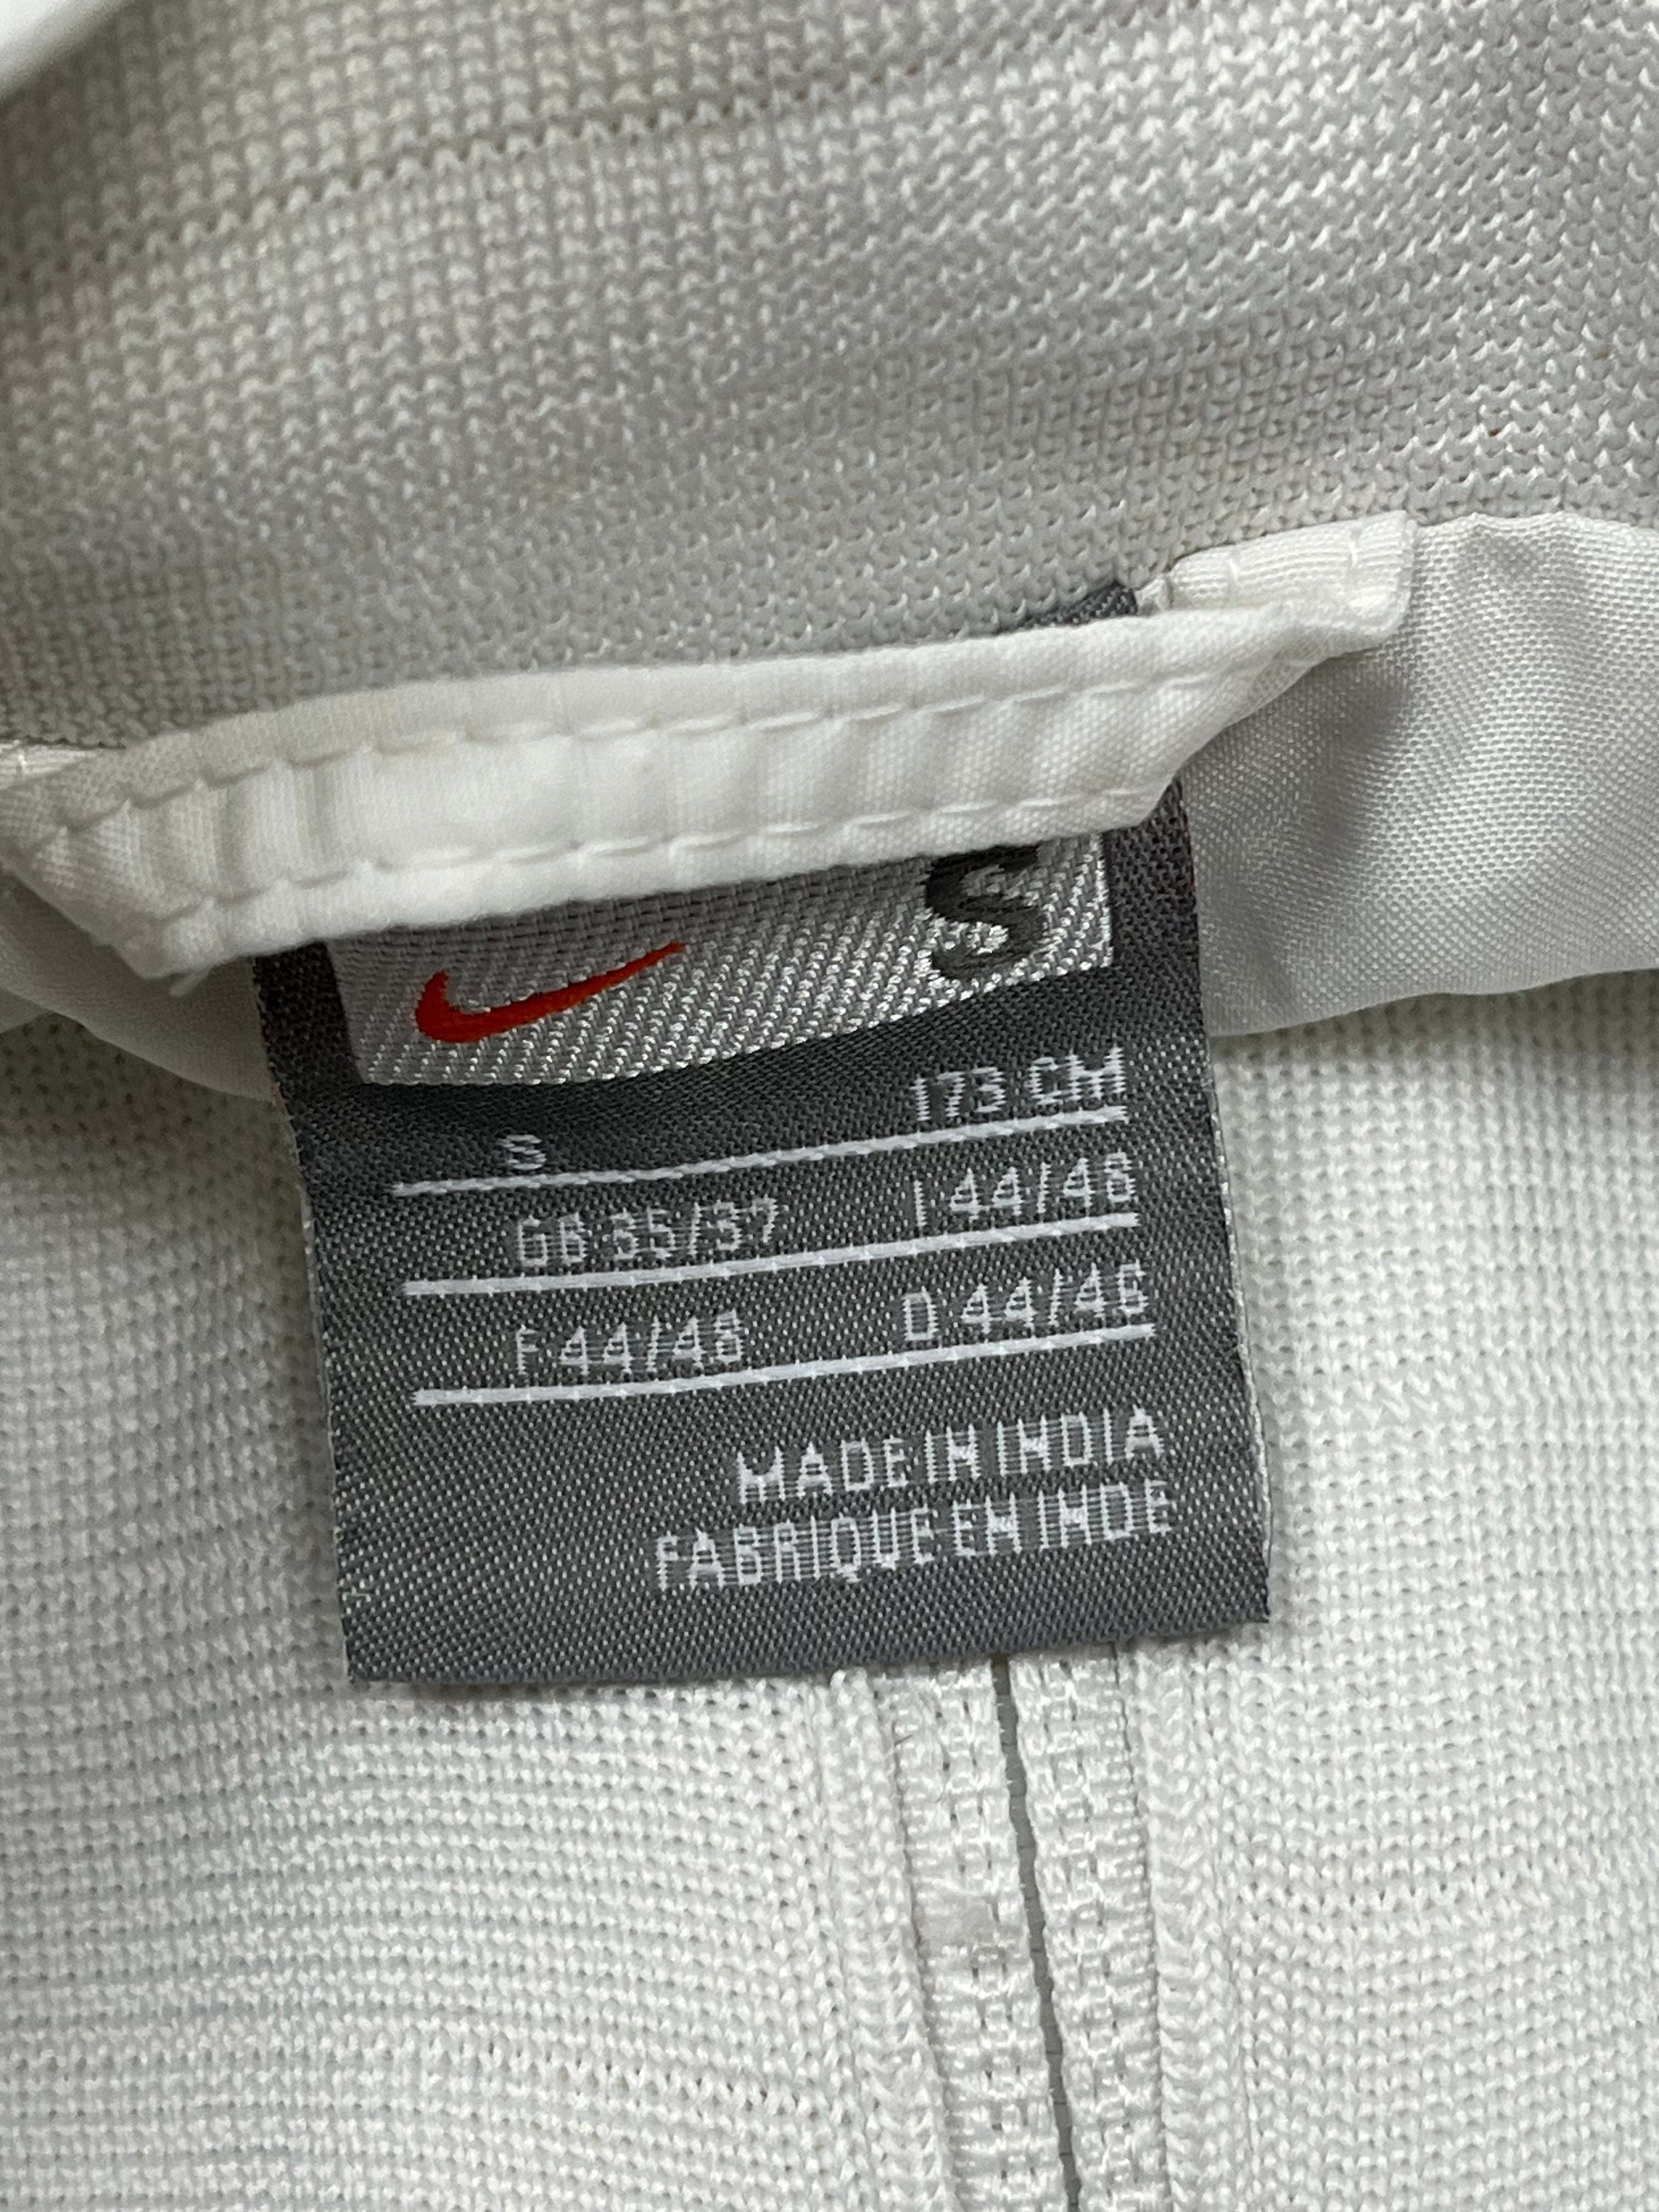 S
S 173 CM
GB 35/37 I 44/46
F 44/46 D 44/46
MADE IN INDIA
FABRIQUE EN INDE